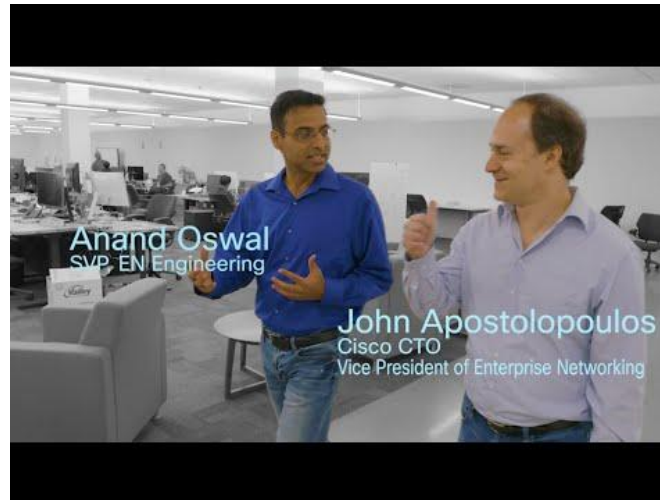 Anand Oswal
SVP, EN Engineering
John Apostolopoulos
Cisco CTO
Vice President of Enterprise Networking